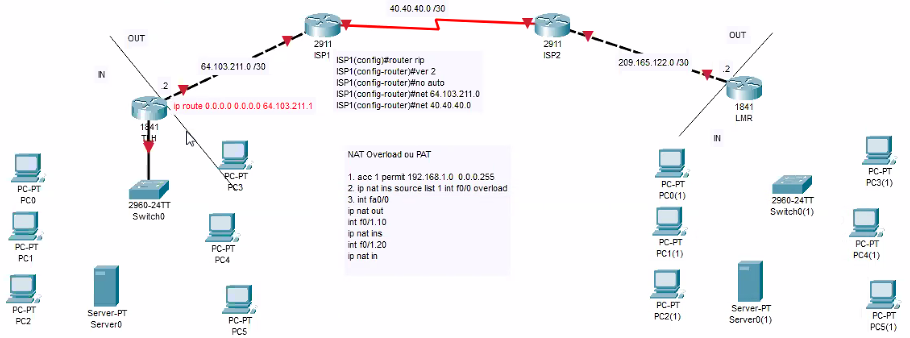 40.40.40.0 /30
2911
ISP1
2911
ISP2
OUT
OUT
64.103.211.0 /30
209.165.122.0 /30
IN
.2
.2
ISP1(config)#router rip
ISP1(config-router)#ver 2
ISP1(config-router)#no auto
ISP1(config-router)#net 64.103.211.0
ISP1(config-router)#net 40.40.40.0
ip route 0.0.0.0 0.0.0.0 64.103.211.1
1841
1841
LMR
IN
NAT Overload ou PAT
1. acc 1 permit 192.168.1.0 0.0.0.255
2. ip nat ins source list 1 int f0/0 overload
3. int fa0/0
ip nat out
int f0/1.10
ip nat ins
int f0/1.20
ip nat in
PC-PT
PC0
PC-PT
PC3
2960-24TT
Switch0
PC-PT
PC1
PC-PT
PC4
PC-PT
PC2
Server-PT
Server0
PC-PT
PC5
PC-PT
PC0(1)
PC-PT
PC3(1)
2960-24TT
Switch0(1)
PC-PT
PC1(1)
PC-PT
PC4(1)
PC-PT
PC2(1)
Server-PT
Server0(1)
PC-PT
PC5(1)